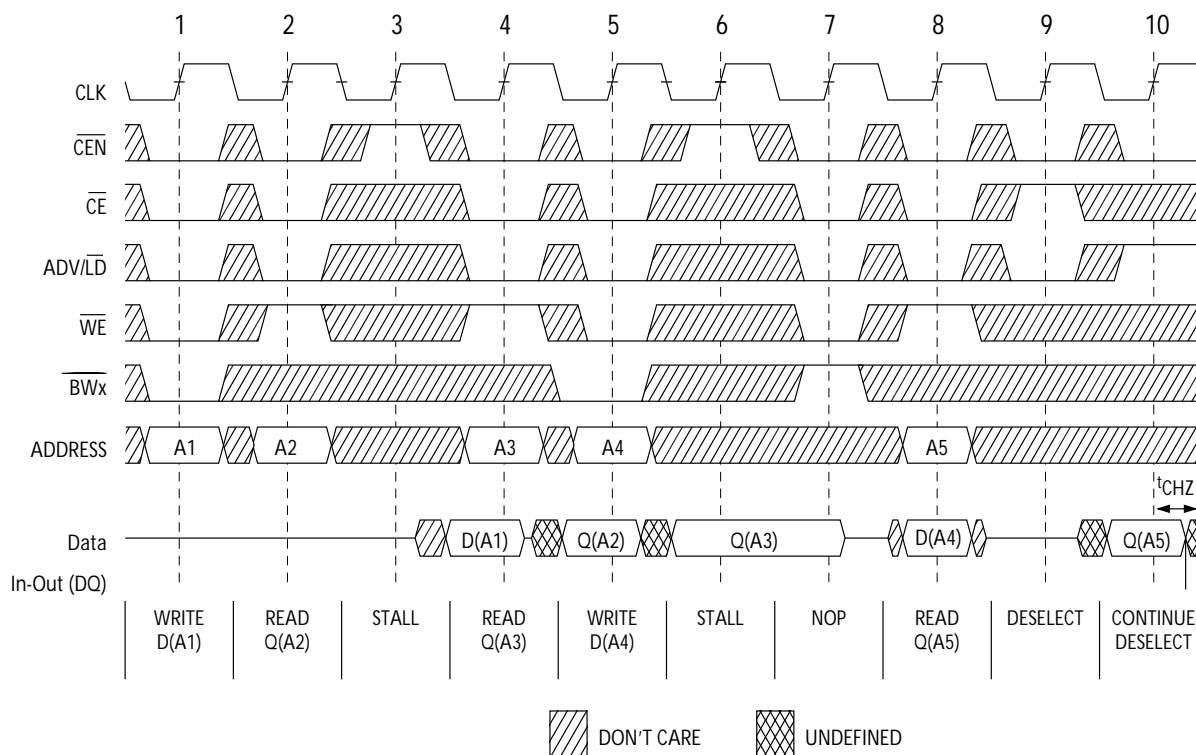 1 2 3 4 5 6 7 8 9 10
CLK
CEN
CE
ADV/LD
WE
BWx
ADDRESS A1 A2 A3 A4 A5
tCHZ
Data D(A1) Q(A2) Q(A3) D(A4) Q(A5)
In-Out (DQ)
WRITE READ STALL READ WRITE STALL NOP READ DESELECT CONTINUE
D(A1) Q(A2) Q(A3) D(A4) Q(A5) DESELECT
DON'T CARE UNDEFINED